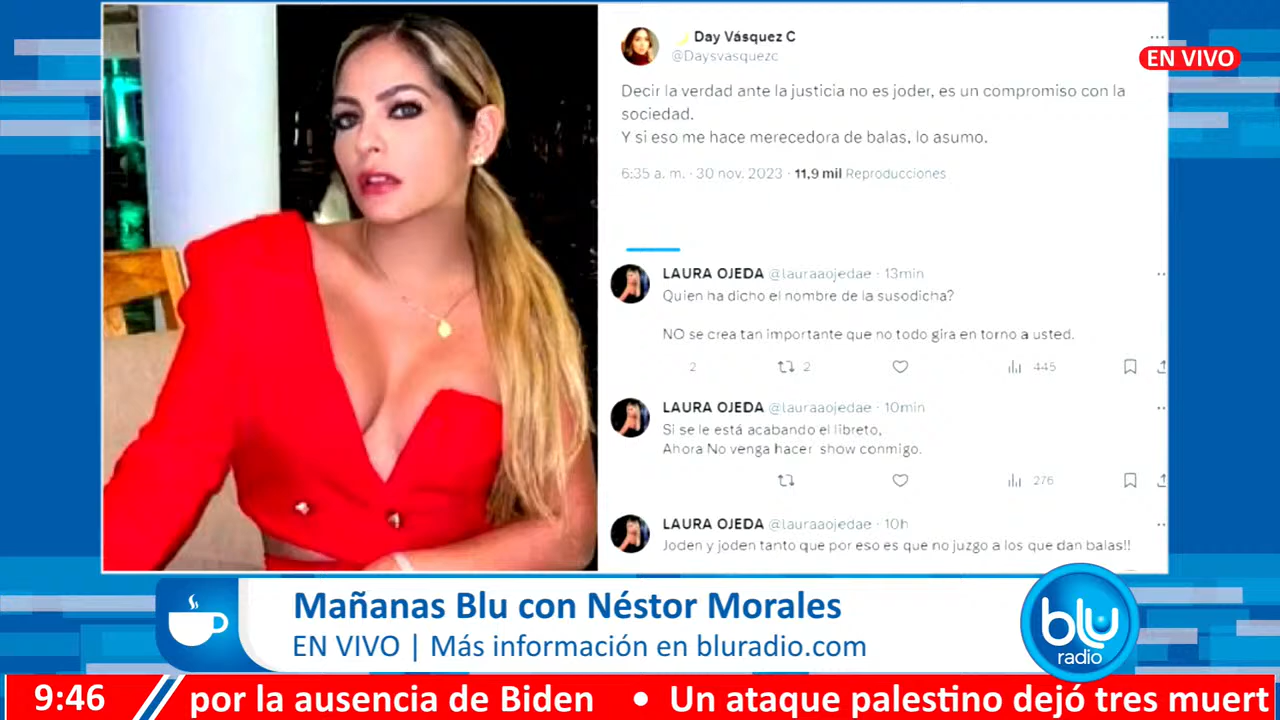 Day Vásquez C
@Daysvasquezc
EN VIVO
Decir la verdad ante la justicia no es joder, es un compromiso con la
sociedad.
Y si eso me hace merecedora de balas, lo asumo.
6:35 a. m. · 30 nov. 2023 · 11,9 mil Reproducciones
LAURA OJEDA @lauraaojedae · 13min
Quien ha dicho el nombre de la susodicha?
NO se crea tan importante que no todo gira en torno a usted.
2 2 445
LAURA OJEDA @lauraaojedae · 10min
Si se le está acabando el libreto,
Ahora No venga hacer show conmigo.
276
LAURA OJEDA @lauraaojedae · 10h
Joden y joden tanto que por eso es que no juzgo a los que dan balas!!
Mañanas Blu con Néstor Morales
EN VIVO | Más información en bluradio.com
blu
radio
9:46 por la ausencia de Biden • Un ataque palestino dejó tres muert